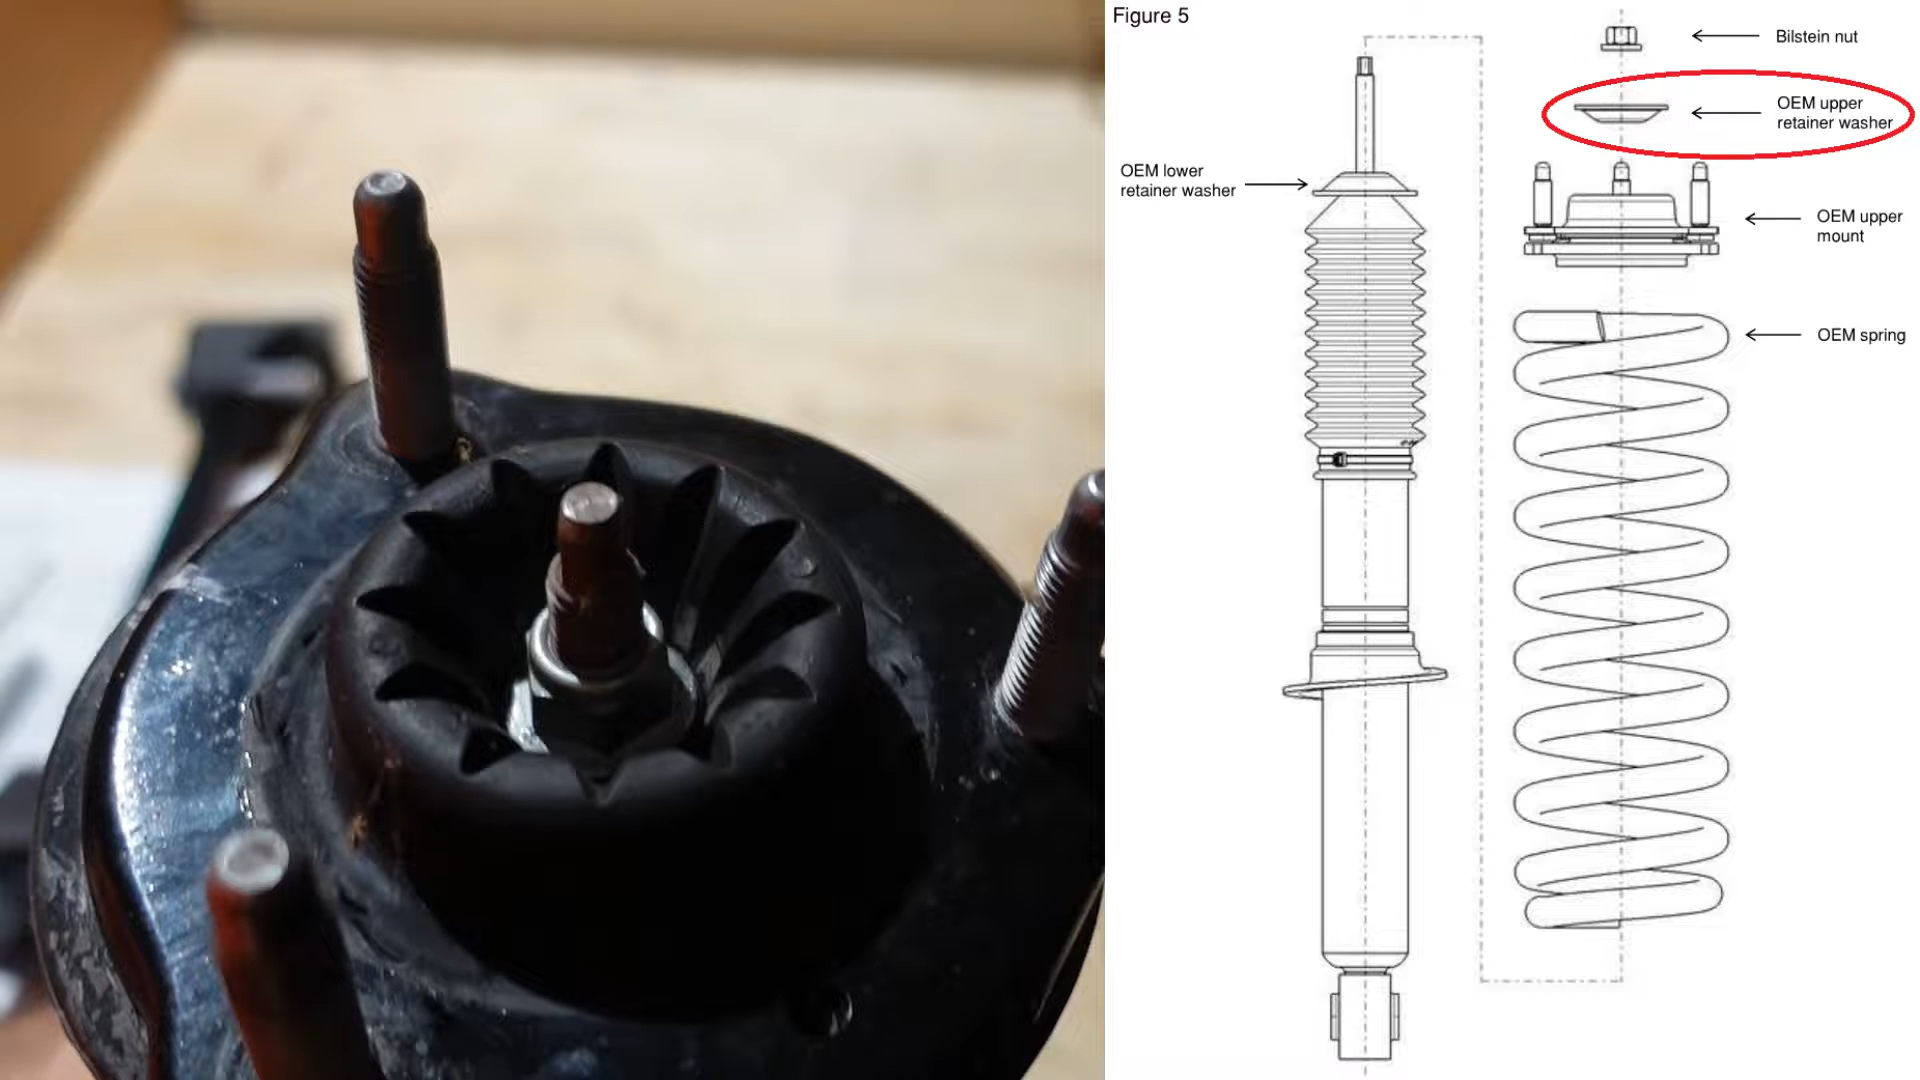 Figure 5
Bilstein nut
OEM upper
retainer washer
OEM lower
retainer washer
OEM upper
mount
OEM spring